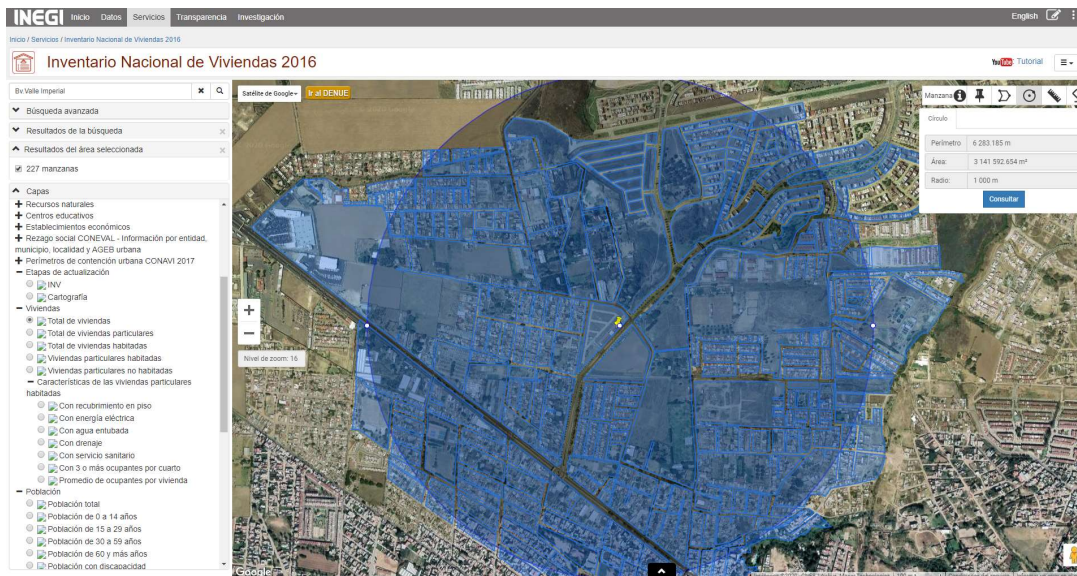 INEGI Inicio Datos Servicios Transparencia Investigación English
Inicio / Servicios / Inventario Nacional de Viviendas 2016
Inventario Nacional de Viviendas 2016
YouTube: Tutorial
Bv.Valle Imperial
Búsqueda avanzada
Resultados de la búsqueda
Resultados del área seleccionada
227 manzanas
Capas
Recursos naturales
Centros educativos
Establecimientos económicos
Rezago social CONEVAL - Información por entidad,
municipio, localidad y AGEB urbana
Perímetros de contención urbana CONAVI 2017
Etapas de actualización
INV
Cartografía
Viviendas
Total de viviendas
Total de viviendas particulares
Total de viviendas habitadas
Viviendas particulares habitadas
Viviendas particulares no habitadas
Características de las viviendas particulares
habitadas
Con recubrimiento en piso
Con energía eléctrica
Con agua entubada
Con drenaje
Con servicio sanitario
Con 3 o más ocupantes por cuarto
Promedio de ocupantes por vivienda
Población
Población total
Población de 0 a 14 años
Población de 15 a 29 años
Población de 30 a 59 años
Población de 60 y más años
Población con discapacidad
Satélite de Google
Ir al DENUE
+
−
Nivel de zoom: 16
Manzana
Círculo
Perímetro 6 283.185 m
Área: 3 141 592.654 m²
Radio: 1 000 m
Consultar
Google